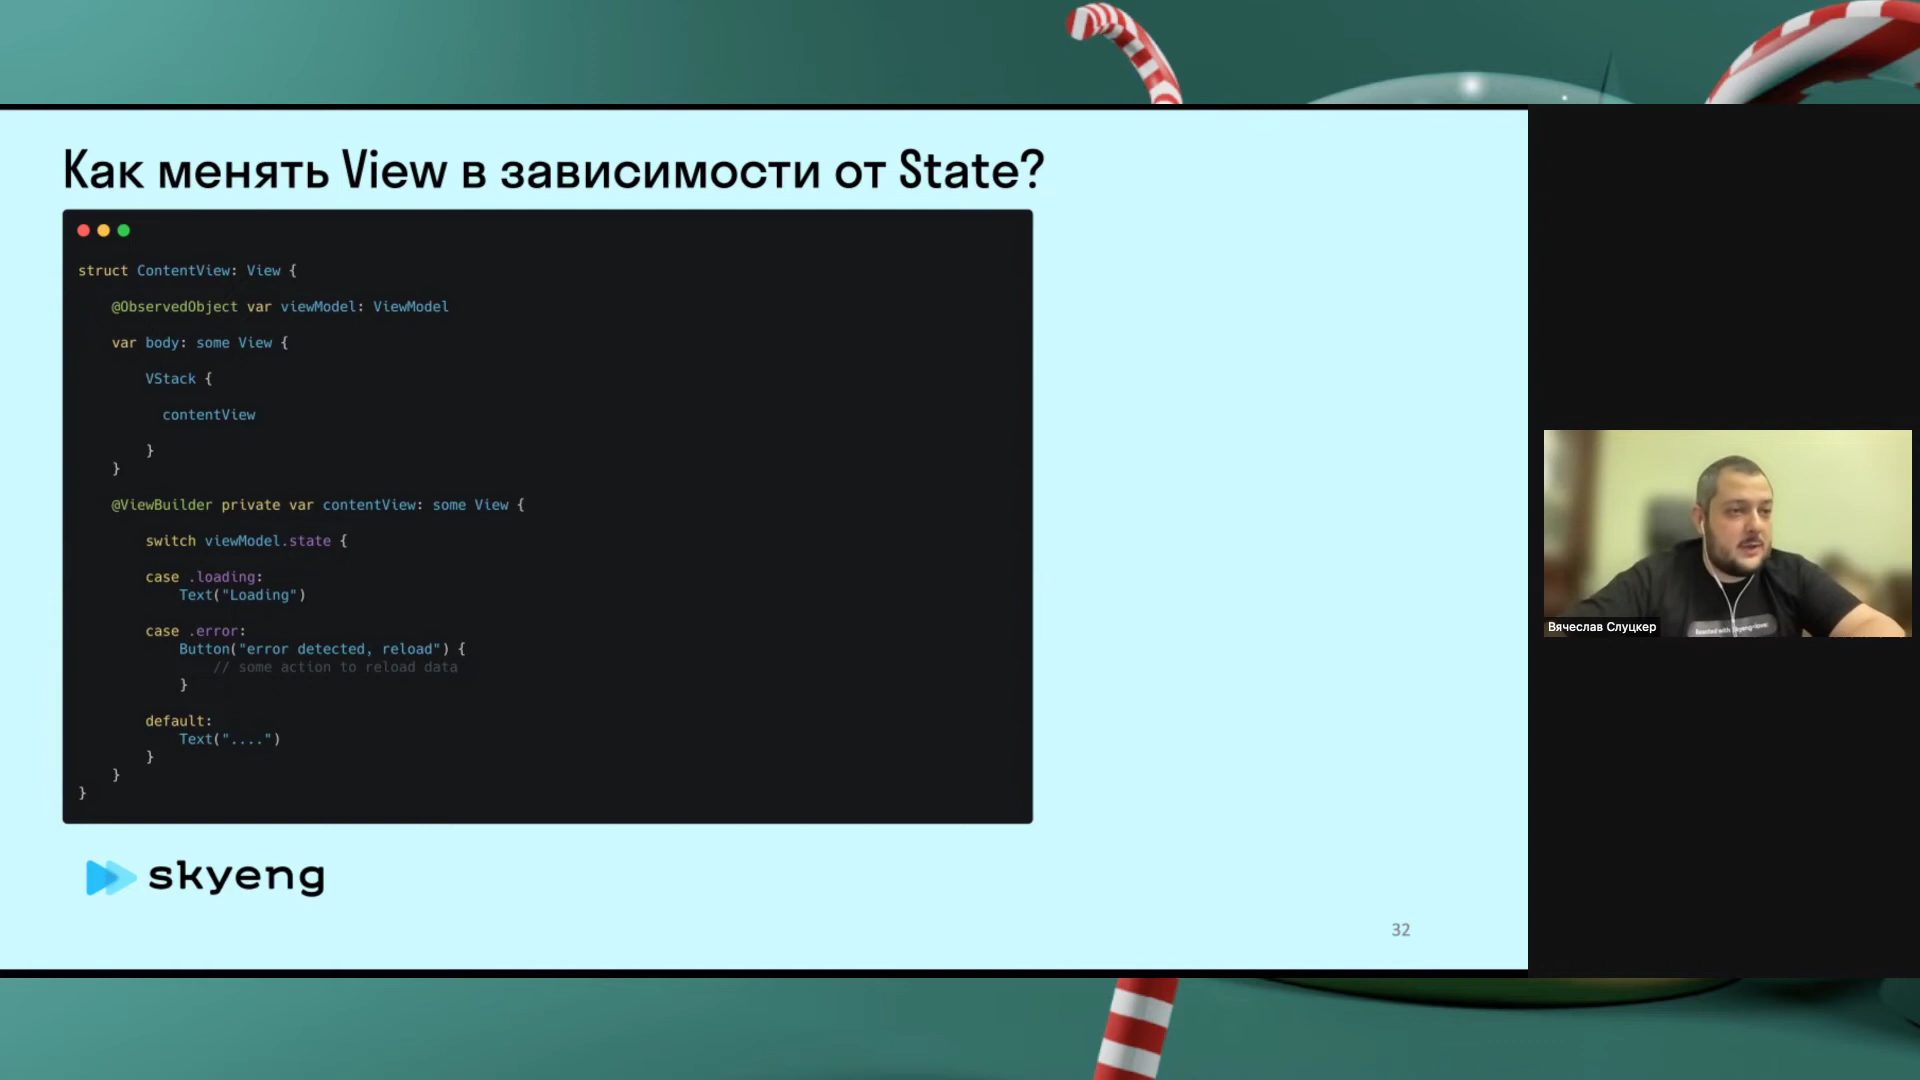 Как менять View в зависимости от State?
struct ContentView: View {
@ObservedObject var viewModel: ViewModel
var body: some View {
VStack {
contentView
}
}
@ViewBuilder private var contentView: some View {
switch viewModel.state {
case .loading:
Text("Loading")
case .error:
Button("error detected, reload") {
// some action to reload data
}
default:
Text("....")
}
}
}
skyeng
32
Вячеслав Слуцкер